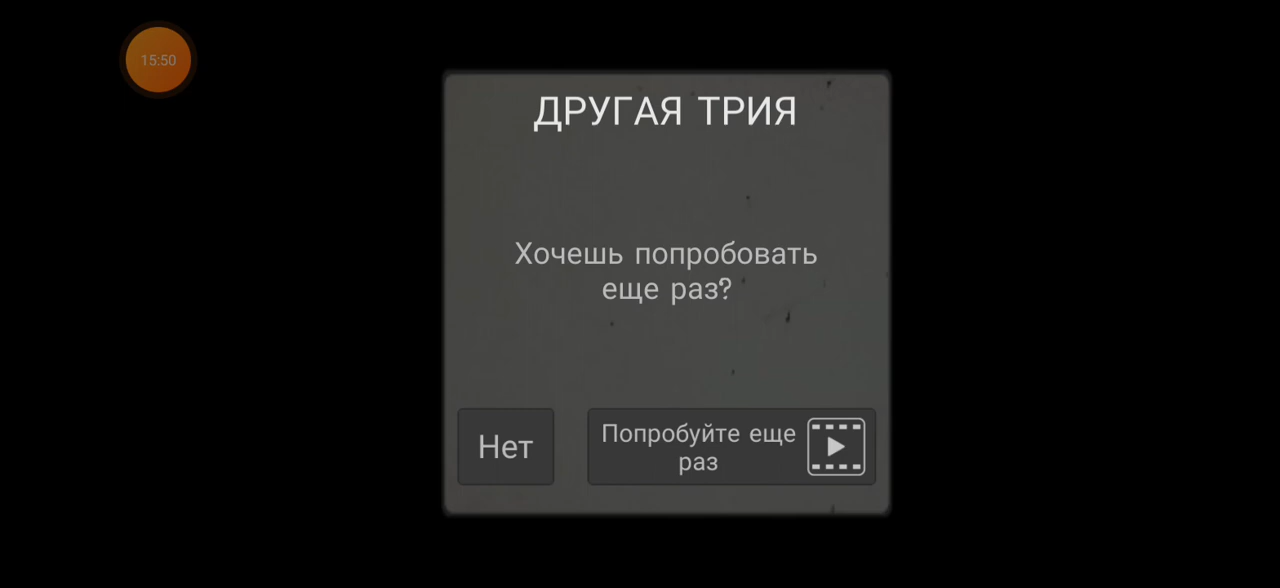 15:50
ДРУГАЯ ТРИЯ
Хочешь попробовать
еще раз?
Нет
Попробуйте еще
раз